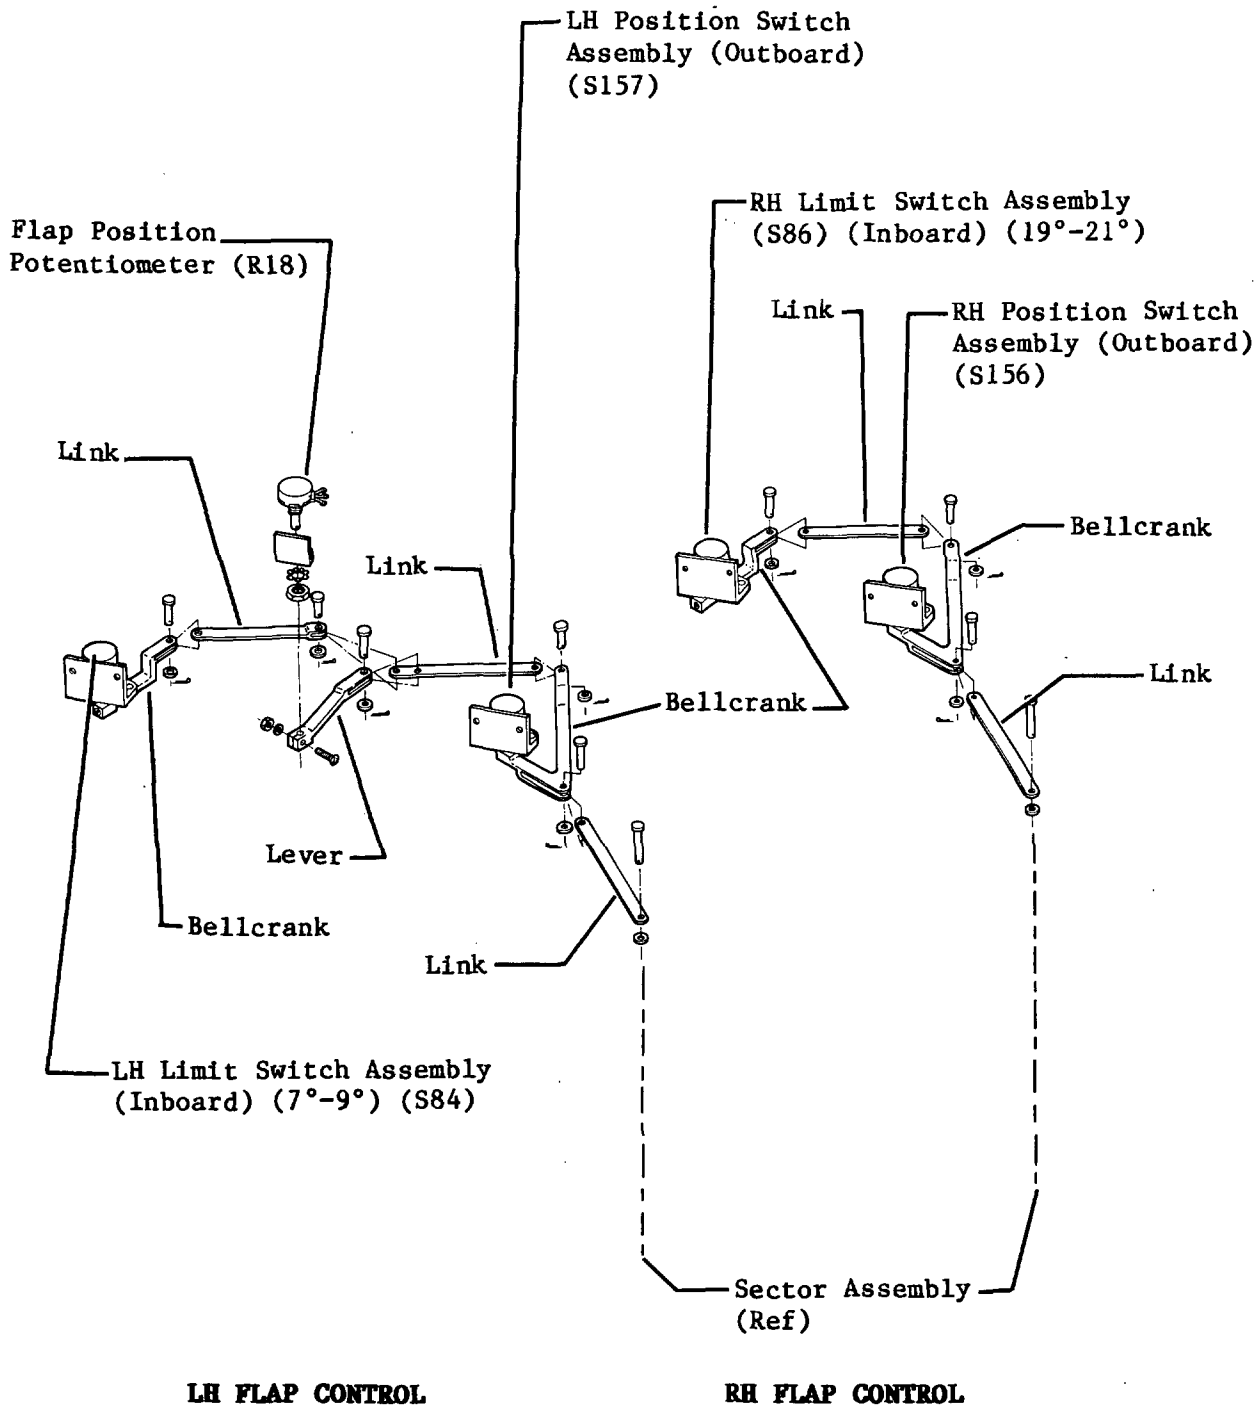 LH Position Switch
Assembly (Outboard)
(S157)
RH Limit Switch Assembly
(S86) (Inboard) (19°-21°)
Flap Position
Potentiometer (R18)
Link
RH Position Switch
Assembly (Outboard)
(S156)
Link
Bellcrank
Link
Link
Bellcrank
Lever
Bellcrank
Link
LH Limit Switch Assembly
(Inboard) (7°-9°) (S84)
Sector Assembly
(Ref)
LH FLAP CONTROL
RH FLAP CONTROL